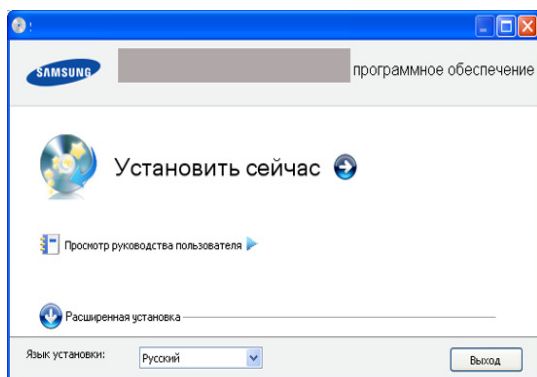 SAMSUNG
программное обеспечение
Установить сейчас
Просмотр руководства пользователя
Расширенная установка
Язык установки:
Русский
Выход